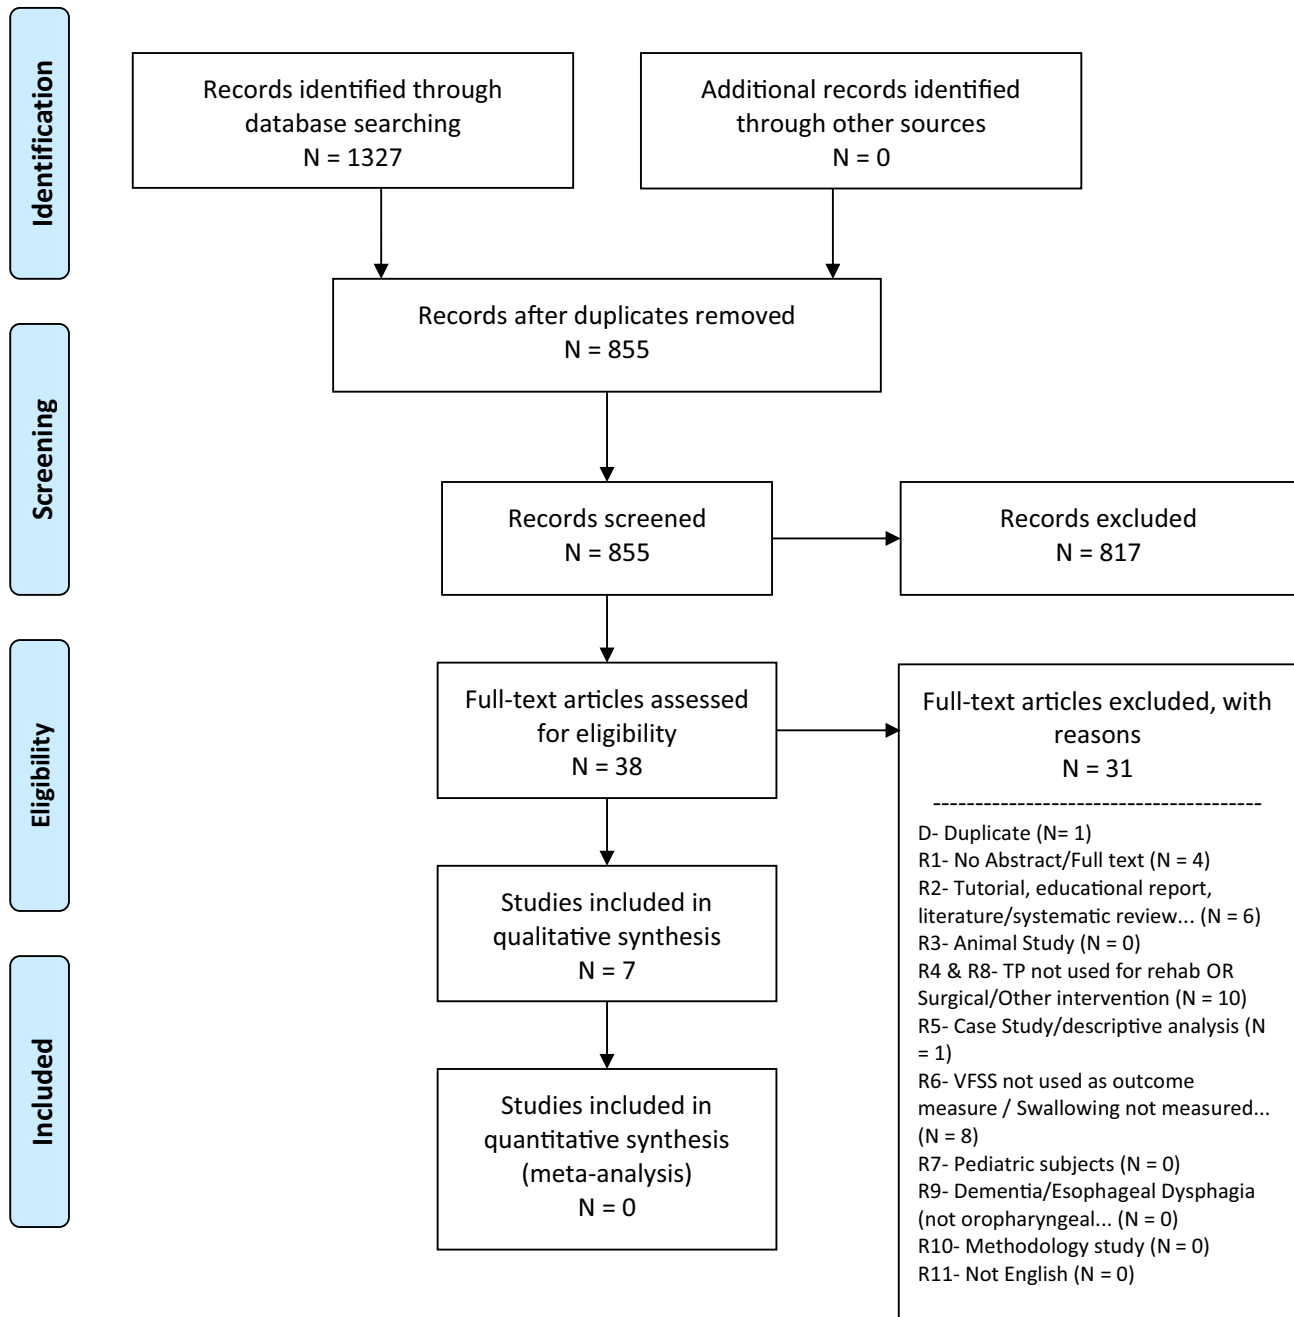 Identification
Records identified through
database searching
N = 1327
Additional records identified
through other sources
N = 0
Records after duplicates removed
N = 855
Screening
Records screened
N = 855
Records excluded
N = 817
Eligibility
Full-text articles assessed
for eligibility
N = 38
Full-text articles excluded, with
reasons
N = 31
---------------------------------------
D- Duplicate (N= 1)
R1- No Abstract/Full text (N = 4)
R2- Tutorial, educational report,
literature/systematic review... (N = 6)
R3- Animal Study (N = 0)
R4 & R8- TP not used for rehab OR
Surgical/Other intervention (N = 10)
R5- Case Study/descriptive analysis (N
= 1)
R6- VFSS not used as outcome
measure / Swallowing not measured...
(N = 8)
R7- Pediatric subjects (N = 0)
R9- Dementia/Esophageal Dysphagia
(not oropharyngeal... (N = 0)
R10- Methodology study (N = 0)
R11- Not English (N = 0)
Studies included in
qualitative synthesis
N = 7
Included
Studies included in
quantitative synthesis
(meta-analysis)
N = 0